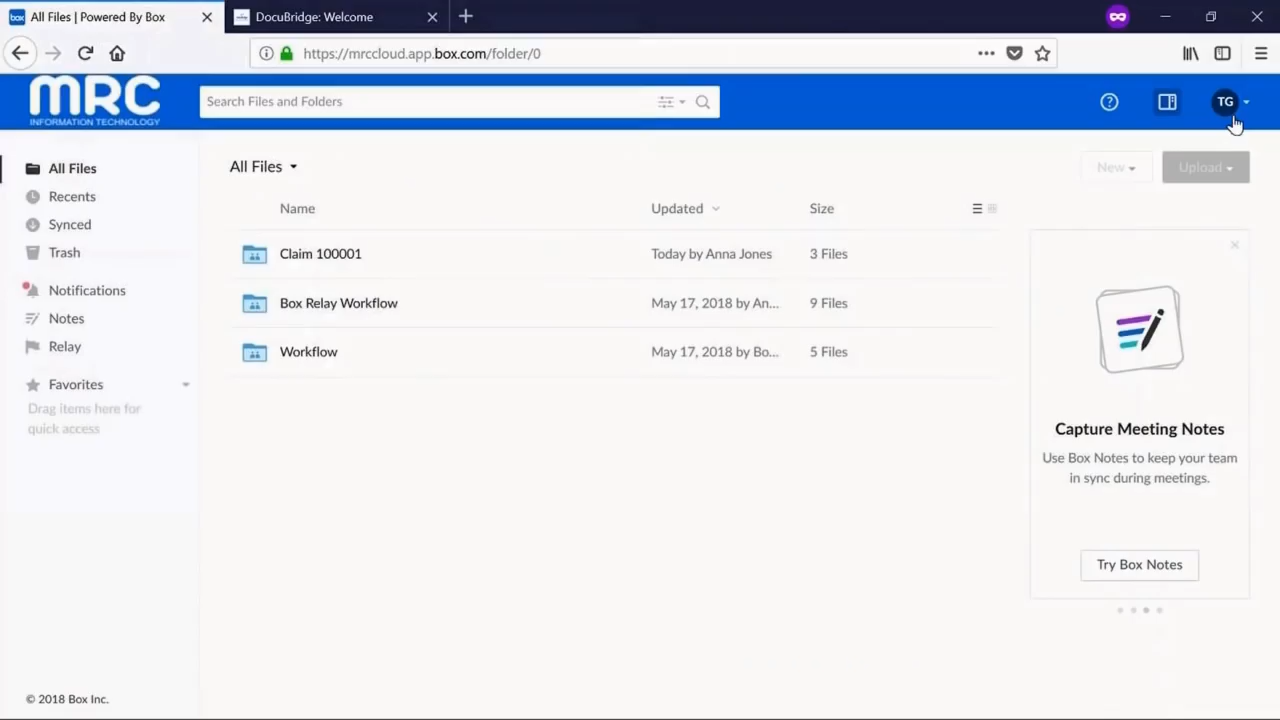 box All Files | Powered By Box
DocuBridge: Welcome
https://mrccloud.app.box.com/folder/0
MRC
INFORMATION TECHNOLOGY
Search Files and Folders
TG
All Files
Recents
Synced
Trash
Notifications
Notes
Relay
Favorites
Drag items here for
quick access
© 2018 Box Inc.
All Files
New
Upload
Name Updated Size
Claim 100001 Today by Anna Jones 3 Files
Box Relay Workflow May 17, 2018 by An... 9 Files
Workflow May 17, 2018 by Bo... 5 Files
Capture Meeting Notes
Use Box Notes to keep your team
in sync during meetings.
Try Box Notes